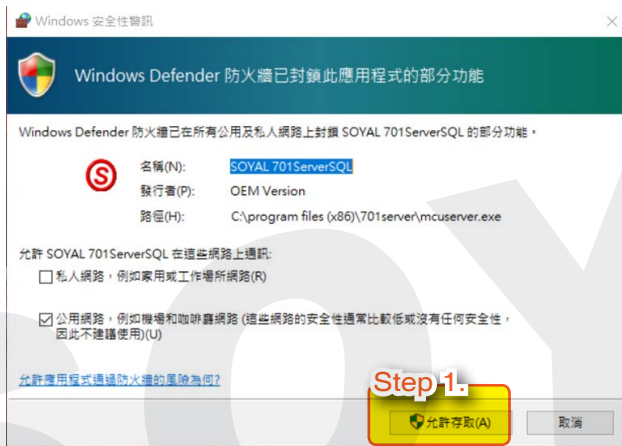 Windows 安全性警訊
Windows Defender 防火牆已封鎖此應用程式的部分功能
Windows Defender 防火牆已在所有公用及私人網路上封鎖 SOYAL 701ServerSQL 的部分功能。
S
名稱(N): SOYAL 701ServerSQL
發行者(P): OEM Version
路徑(H): C:\program files (x86)\701server\mcuserver.exe
允許 SOYAL 701ServerSQL 在這些網路上通訊:
私人網路，例如家用或工作場所網路(R)
公用網路，例如機場和咖啡廳網路 (這些網路的安全性通常比較低或沒有任何安全性，
因此不建議使用)(U)
允許應用程式通過防火牆的風險為何?
Step 1.
允許存取(A) 取消